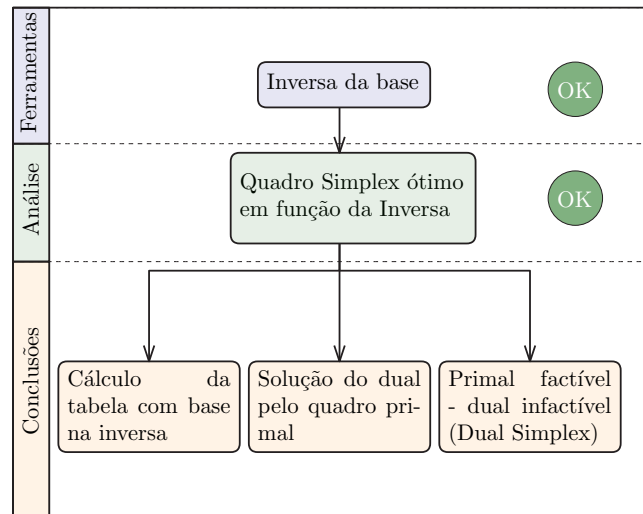 Ferramentas
Inversa da base
OK
Análise
Quadro Simplex ótimo
em função da Inversa
OK
Conclusões
Cálculo da
tabela com base
na inversa
Solução do dual
pelo quadro pri-
mal
Primal factível
- dual infactível
(Dual Simplex)